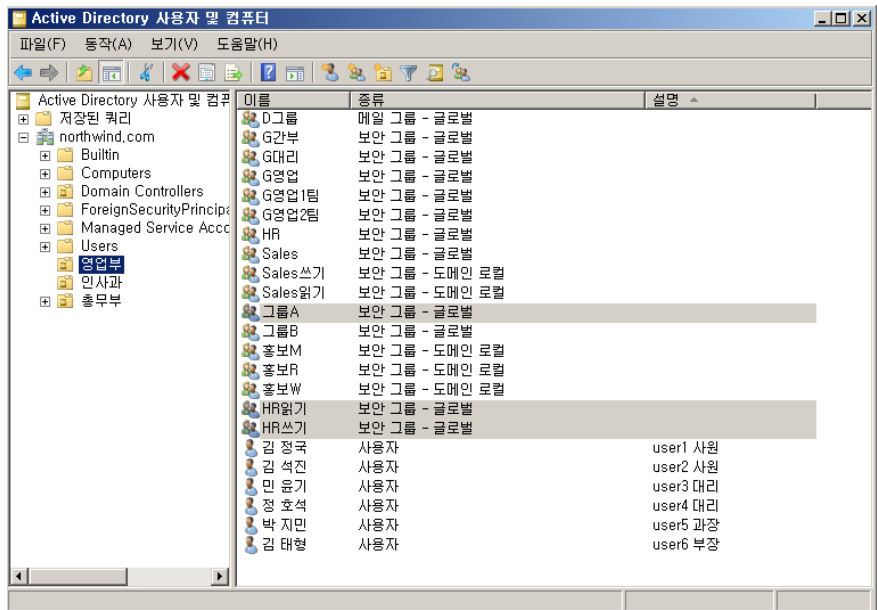 Active Directory 사용자 및 컴퓨터
파일(F) 동작(A) 보기(V) 도움말(H)
Active Directory 사용자 및 컴퓨
저장된 쿼리
northwind.com
Builtin
Computers
Domain Controllers
ForeignSecurityPrincipa
Managed Service Acco
Users
영업부
인사과
총무부
이름 종류 설명
D그룹 메일 그룹 - 글로벌
G간부 보안 그룹 - 글로벌
G대리 보안 그룹 - 글로벌
G영업 보안 그룹 - 글로벌
G영업1팀 보안 그룹 - 글로벌
G영업2팀 보안 그룹 - 글로벌
HR 보안 그룹 - 글로벌
Sales 보안 그룹 - 글로벌
Sales쓰기 보안 그룹 - 도메인 로컬
Sales읽기 보안 그룹 - 도메인 로컬
그룹A 보안 그룹 - 글로벌
그룹B 보안 그룹 - 글로벌
홍보M 보안 그룹 - 도메인 로컬
홍보R 보안 그룹 - 도메인 로컬
홍보W 보안 그룹 - 도메인 로컬
HR읽기 보안 그룹 - 글로벌
HR쓰기 보안 그룹 - 글로벌
김 정국 사용자 user1 사원
김 석진 사용자 user2 사원
민 윤기 사용자 user3 대리
정 호석 사용자 user4 대리
박 지민 사용자 user5 과장
김 태형 사용자 user6 부장